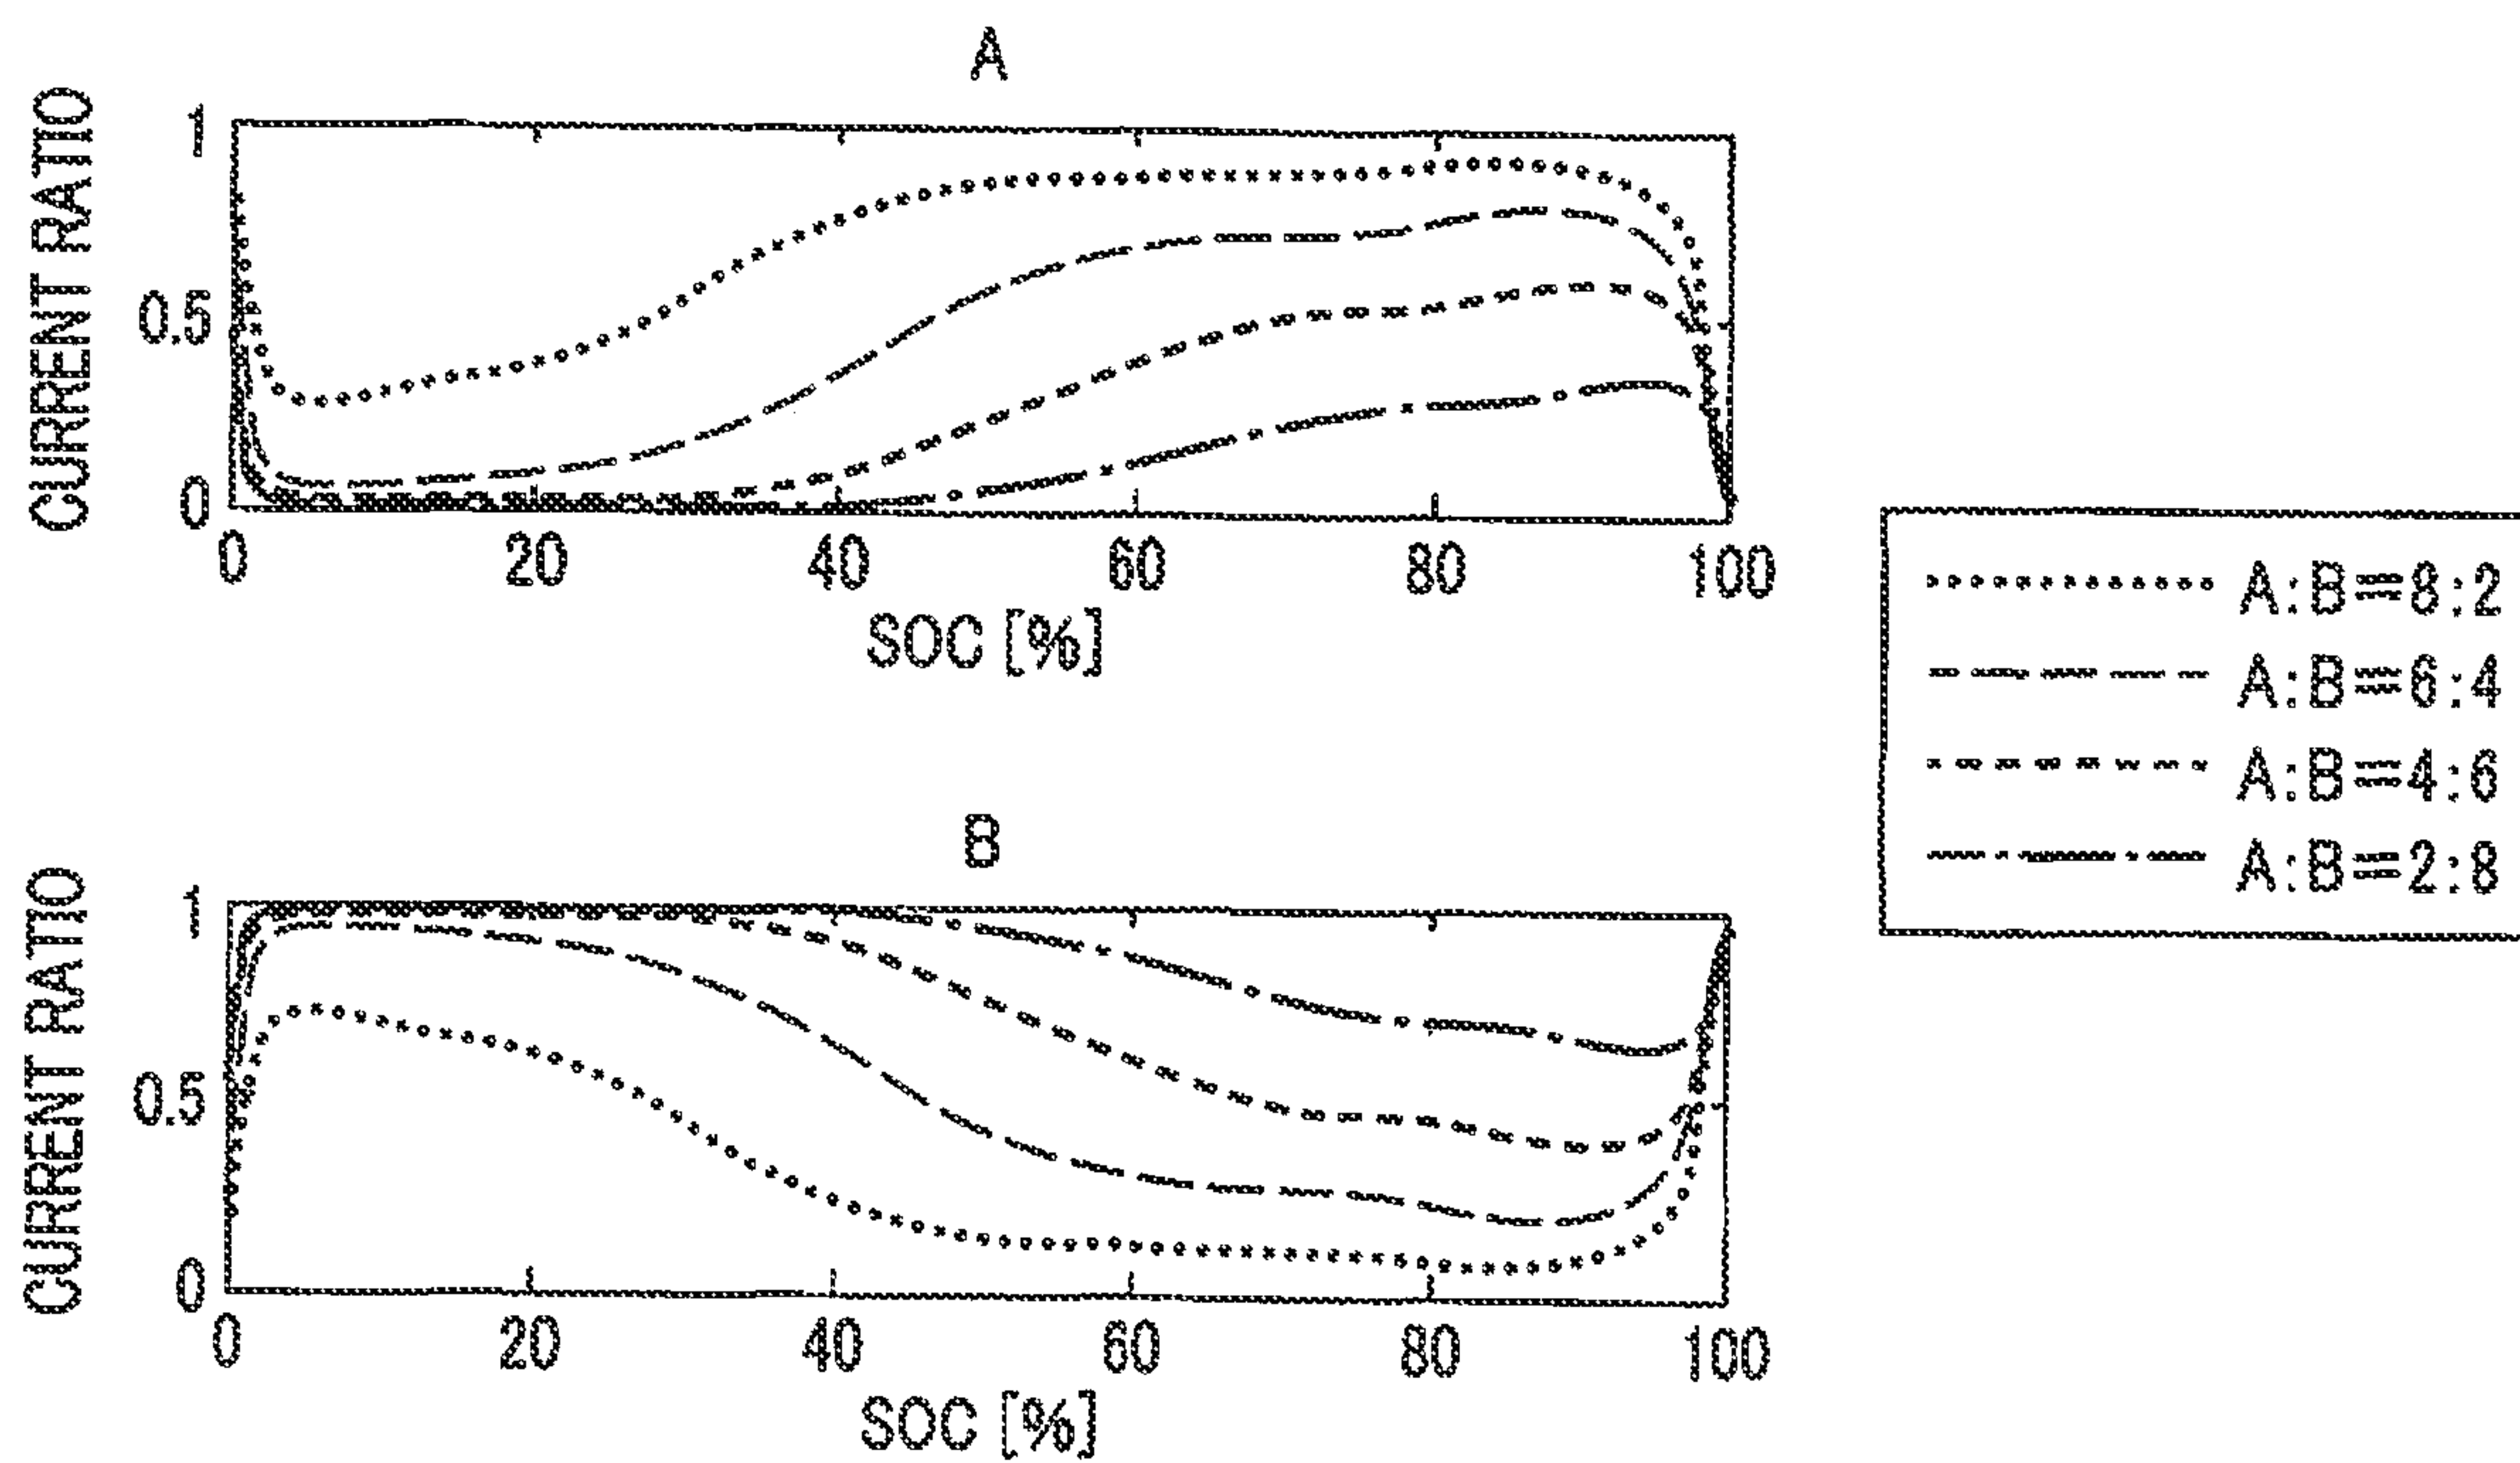 A
CURRENT RATIO
1
0.5
0
0 20 40 60 80 100
SOC [%]
A:B=8:2
A:B=6:4
A:B=4:6
A:B=2:8
B
CURRENT RATIO
1
0.5
0
0 20 40 60 80 100
SOC [%]